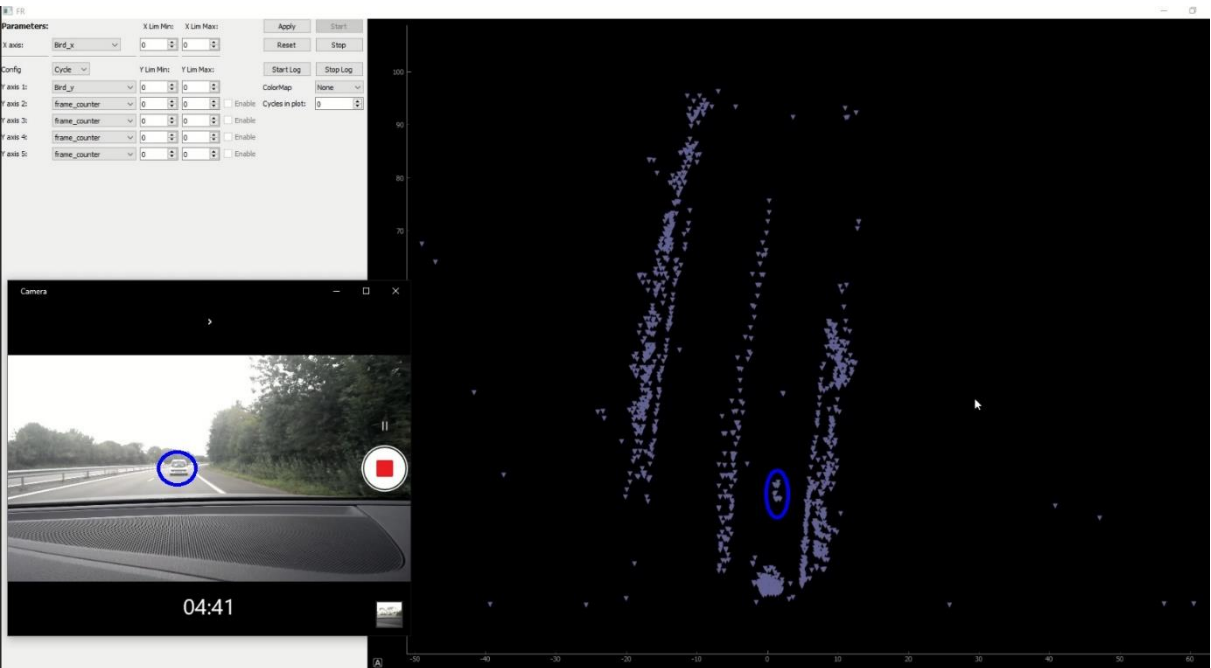 FR
Parameters: X Lim Min: X Lim Max: Apply Start
X axis: Bird_x 0 0 Reset Stop
Config Cycle Y Lim Min: Y Lim Max: Start Log Stop Log
Y axis 1: Bird_y 0 0 ColorMap None
Y axis 2: frame_counter 0 0 Enable Cycles in plot: 0
Y axis 3: frame_counter 0 0 Enable
Y axis 4: frame_counter 0 0 Enable
Y axis 5: frame_counter 0 0 Enable
100
90
80
70
Camera
04:41
A
-50 -40 -30 -20 -10 0 10 20 30 40 50 60